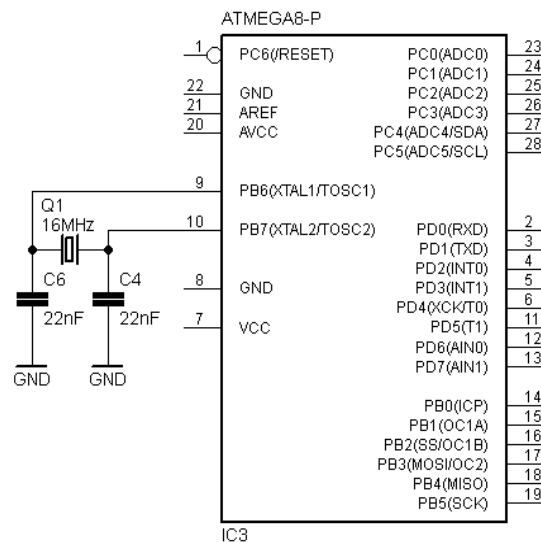 ATMEGA8-P
1 PC6(/RESET) PC0(ADC0) 23
PC1(ADC1) 24
22 GND PC2(ADC2) 25
21 AREF PC3(ADC3) 26
20 AVCC PC4(ADC4/SDA) 27
PC5(ADC5/SCL) 28
9 PB6(XTAL1/TOSC1)
Q1
16MHz
10 PB7(XTAL2/TOSC2) PD0(RXD) 2
PD1(TXD) 3
PD2(INT0) 4
C6 C4 8 GND PD3(INT1) 5
PD4(XCK/T0) 6
22nF 22nF 7 VCC PD5(T1) 11
PD6(AIN0) 12
PD7(AIN1) 13
GND GND
PB0(ICP) 14
PB1(OC1A) 15
PB2(SS/OC1B) 16
PB3(MOSI/OC2) 17
PB4(MISO) 18
PB5(SCK) 19
IC3